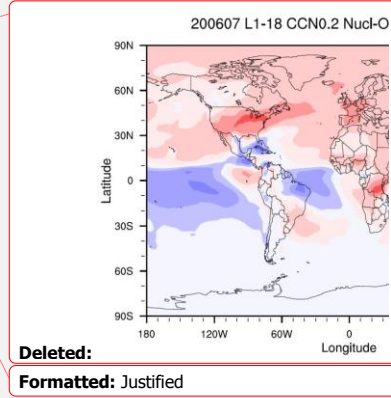 200607 L1-18 CCN0.2 Nucl-O
90N
60N
30N
0
30S
60S
90S
Latitude
180 120W 60W 0
Longitude
Deleted:
Formatted: Justified